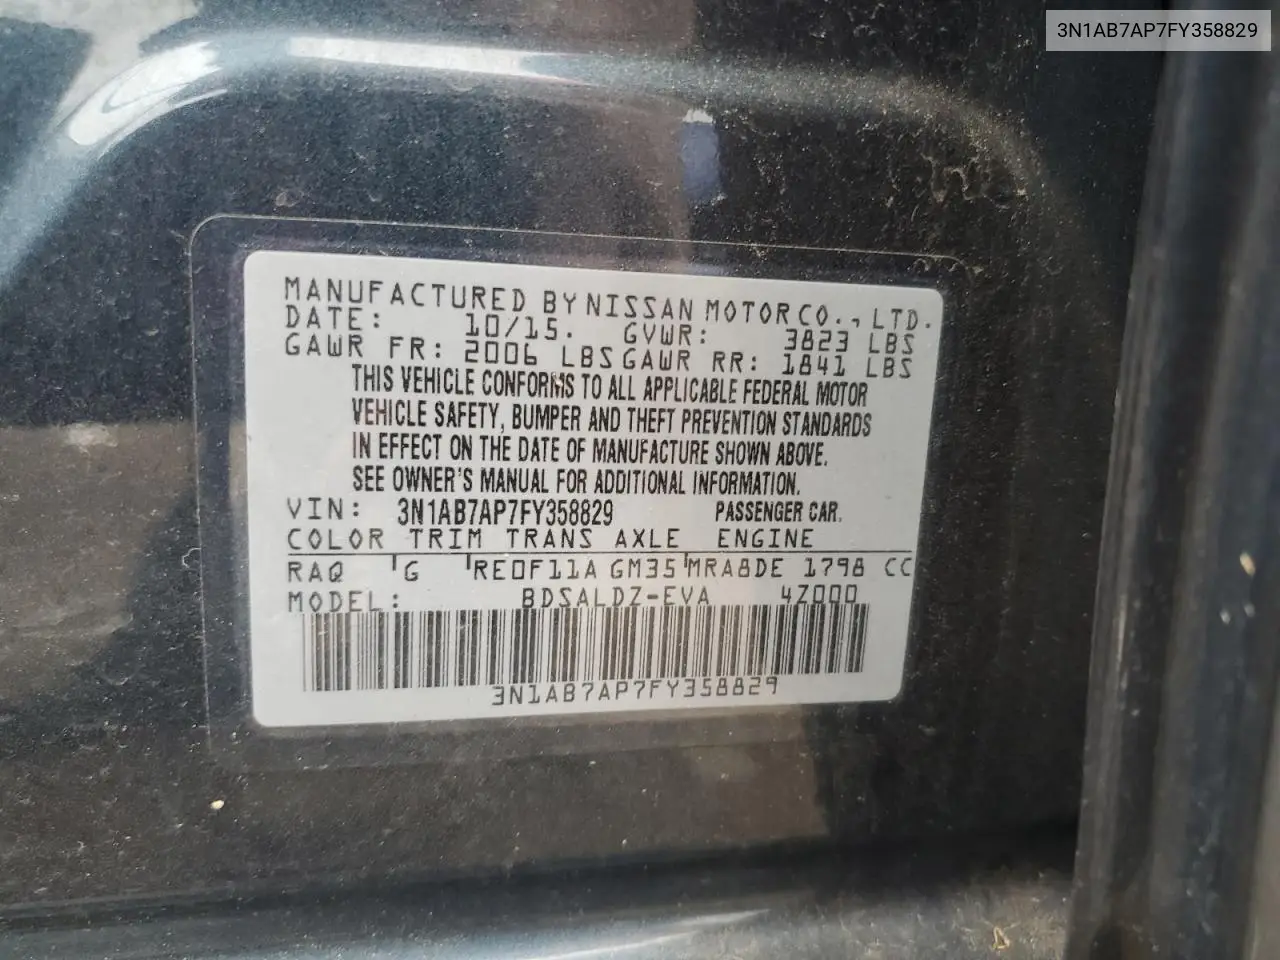 3N1AB7AP7FY358829
MANUFACTURED BY NISSAN MOTOR CO., LTD.
DATE: 10/15. GVWR: 3823 LBS
GAWR FR: 2006 LBS GAWR RR: 1841 LBS
THIS VEHICLE CONFORMS TO ALL APPLICABLE FEDERAL MOTOR
VEHICLE SAFETY, BUMPER AND THEFT PREVENTION STANDARDS
IN EFFECT ON THE DATE OF MANUFACTURE SHOWN ABOVE.
SEE OWNER'S MANUAL FOR ADDITIONAL INFORMATION.
VIN: 3N1AB7AP7FY358829 PASSENGER CAR.
COLOR TRIM TRANS AXLE ENGINE
RAQ G RE0F11A GM35 MRA8DE 1798 CC
MODEL: BDSALDZ-EVA 4Z000
3N1AB7AP7FY358829